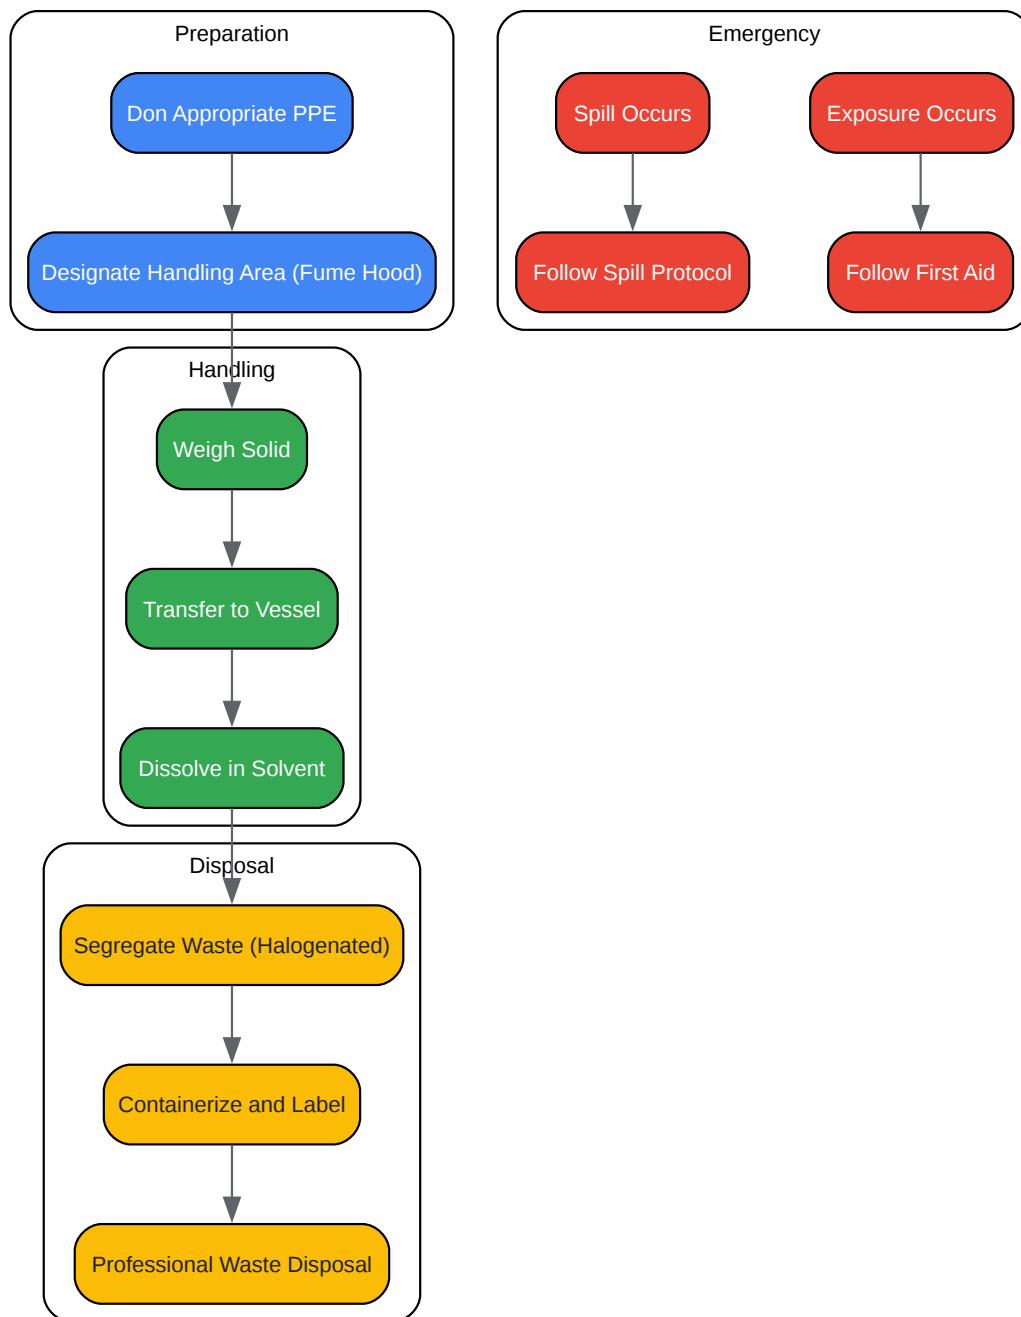 Preparation
Don Appropriate PPE
Designate Handling Area (Fume Hood)
Handling
Weigh Solid
Transfer to Vessel
Dissolve in Solvent
Disposal
Segregate Waste (Halogenated)
Containerize and Label
Professional Waste Disposal
Emergency
Spill Occurs
Exposure Occurs
Follow Spill Protocol
Follow First Aid